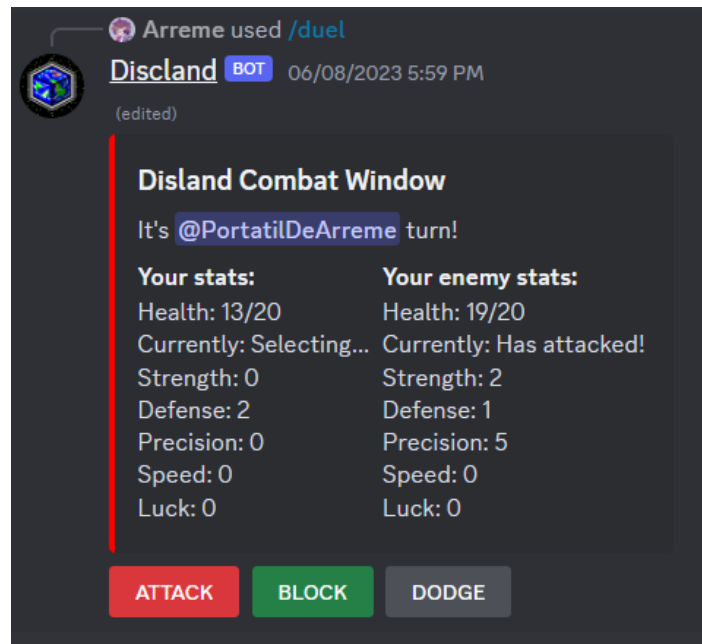 Arreme used /duel
Discland BOT 06/08/2023 5:59 PM
(edited)
Disland Combat Window
It's @PortatilDeArreme turn!
Your stats:
Health: 13/20
Currently: Selecting...
Strength: 0
Defense: 2
Precision: 0
Speed: 0
Luck: 0
Your enemy stats:
Health: 19/20
Currently: Has attacked!
Strength: 2
Defense: 1
Precision: 5
Speed: 0
Luck: 0
ATTACK BLOCK DODGE